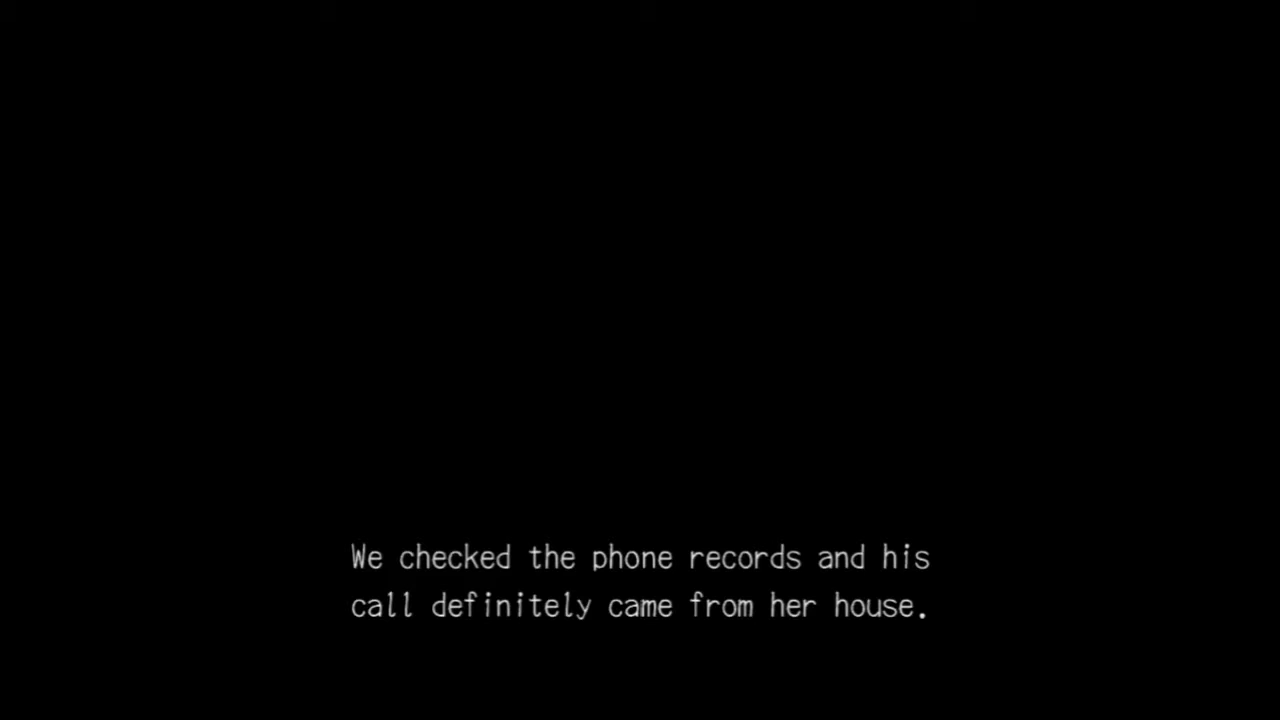 We checked the phone records and his
call definitely came from her house.